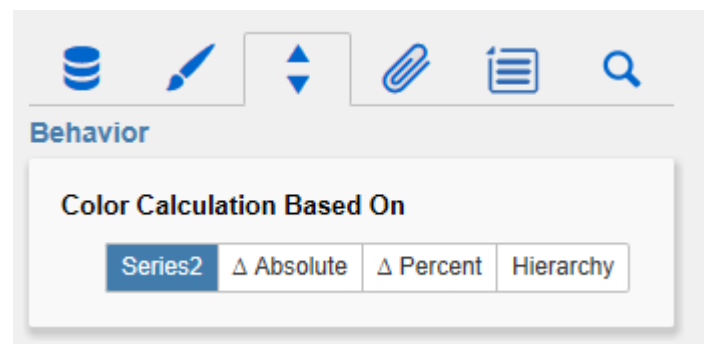 Behavior
Color Calculation Based On
Series2 Δ Absolute Δ Percent Hierarchy